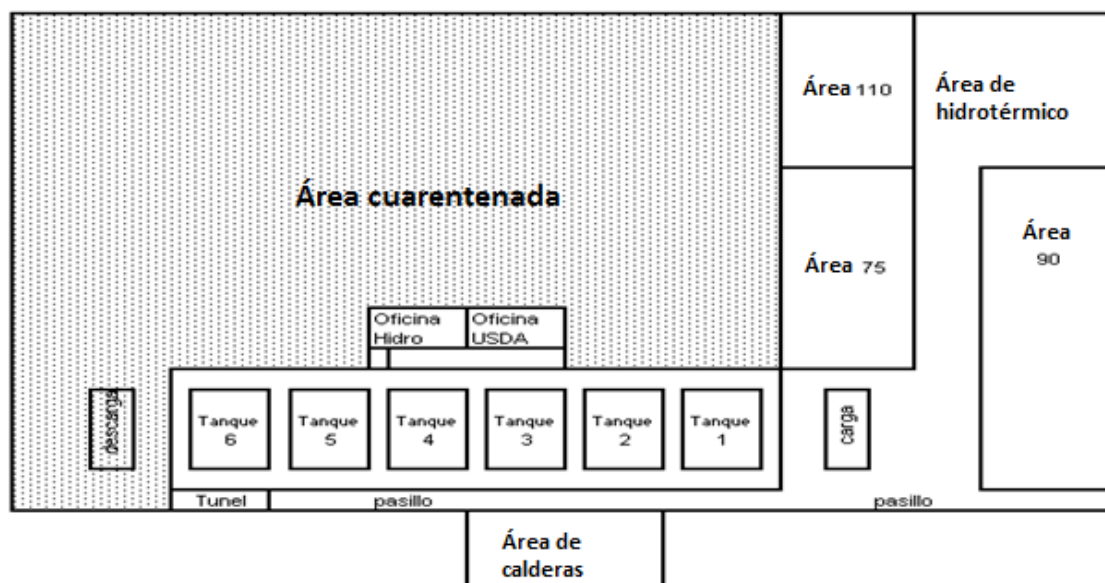 Área 110
Área de
hidrotérmico
Área cuarentenada
Área 75
Área
90
Oficina
Hidro
Oficina
USDA
descarga
Tanque
6
Tanque
5
Tanque
4
Tanque
3
Tanque
2
Tanque
1
carga
Tunel
pasillo
pasillo
Área de
calderas